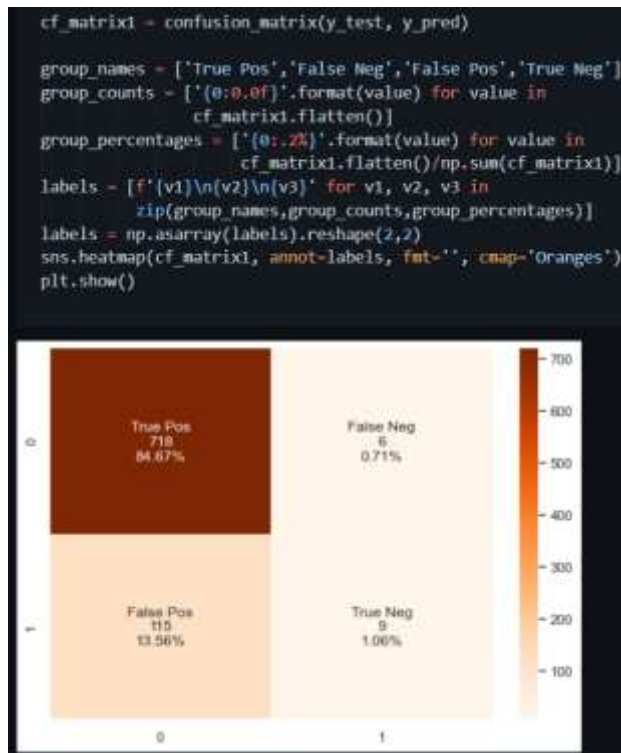 cf_matrix1 = confusion_matrix(y_test, y_pred)
group_names = ['True Pos','False Neg','False Pos','True Neg']
group_counts = ['{0:0.0f}'.format(value) for value in
cf_matrix1.flatten()]
group_percentages = ['{0:.2%}'.format(value) for value in
cf_matrix1.flatten()/np.sum(cf_matrix1)]
labels = [f'{v1}\n{v2}\n{v3}' for v1, v2, v3 in
zip(group_names,group_counts,group_percentages)]
labels = np.asarray(labels).reshape(2,2)
sns.heatmap(cf_matrix1, annot=labels, fmt='', cmap='Oranges')
plt.show()
True Pos
718
84.67%
False Neg
6
0.71%
False Pos
115
13.56%
True Neg
9
1.06%
0
1
0
1
700
600
500
400
300
200
100